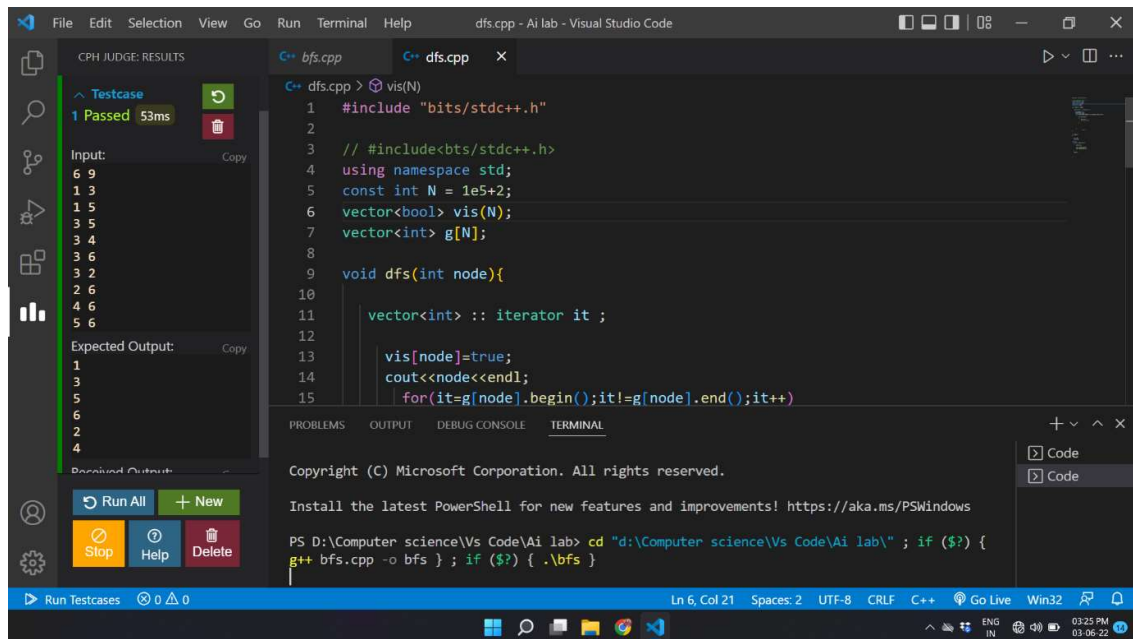 File Edit Selection View Go Run Terminal Help dfs.cpp - Ai lab - Visual Studio Code
CPH JUDGE: RESULTS
Testcase
1 Passed 53ms
Input: Copy
6 9
1 3
1 5
3 5
3 4
3 6
3 2
2 6
4 6
5 6
Expected Output: Copy
1
3
5
6
2
4
Received Output:
Run All + New
Stop Help Delete
C++ bfs.cpp C++ dfs.cpp
C++ dfs.cpp > vis(N)
1 #include "bits/stdc++.h"
2
3 // #include<bts/stdc++.h>
4 using namespace std;
5 const int N = 1e5+2;
6 vector<bool> vis(N);
7 vector<int> g[N];
8
9 void dfs(int node){
10
11 vector<int> :: iterator it ;
12
13 vis[node]=true;
14 cout<<node<<endl;
15 for(it=g[node].begin();it!=g[node].end();it++)
PROBLEMS OUTPUT DEBUG CONSOLE TERMINAL
Code
Code
Copyright (C) Microsoft Corporation. All rights reserved.
Install the latest PowerShell for new features and improvements! https://aka.ms/PSWindows
PS D:\Computer science\Vs Code\Ai lab> cd "d:\Computer science\Vs Code\Ai lab\" ; if ($?) {
g++ bfs.cpp -o bfs } ; if ($?) { .\bfs }
Run Testcases 0 0 Ln 6, Col 21 Spaces: 2 UTF-8 CRLF C++ Go Live Win32
ENG
IN
03:25 PM
03-06-22